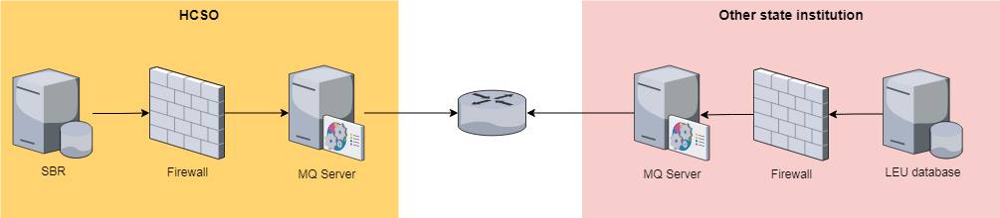 HCSO
Other state institution
SBR
Firewall
MQ Server
MQ Server
Firewall
LEU database